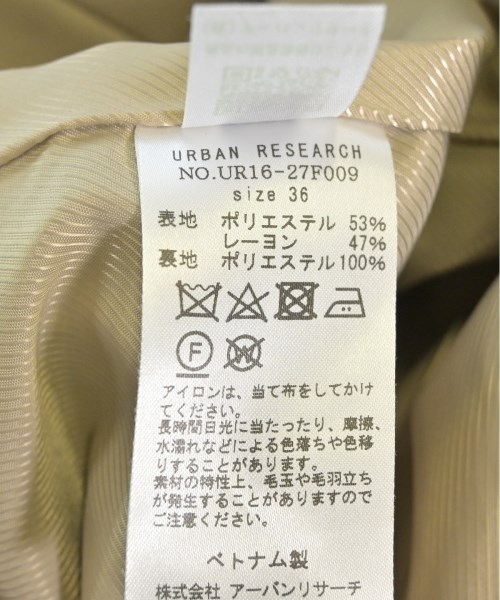 URBAN RESEARCH
NO.UR16-27F009
size 36
表地 ポリエステル 53%
レーヨン 47%
裏地 ポリエステル 100%
F
W
アイロンは、当て布をしてかけ
てください。
長時間日光に当たったり、摩擦、
水濡れなどによる色落ちや色移
りすることがあります。
素材の特性上、毛玉や毛羽立ち
が発生することがありますので
ご注意ください。
ベトナム製
株式会社 アーバンリサーチ